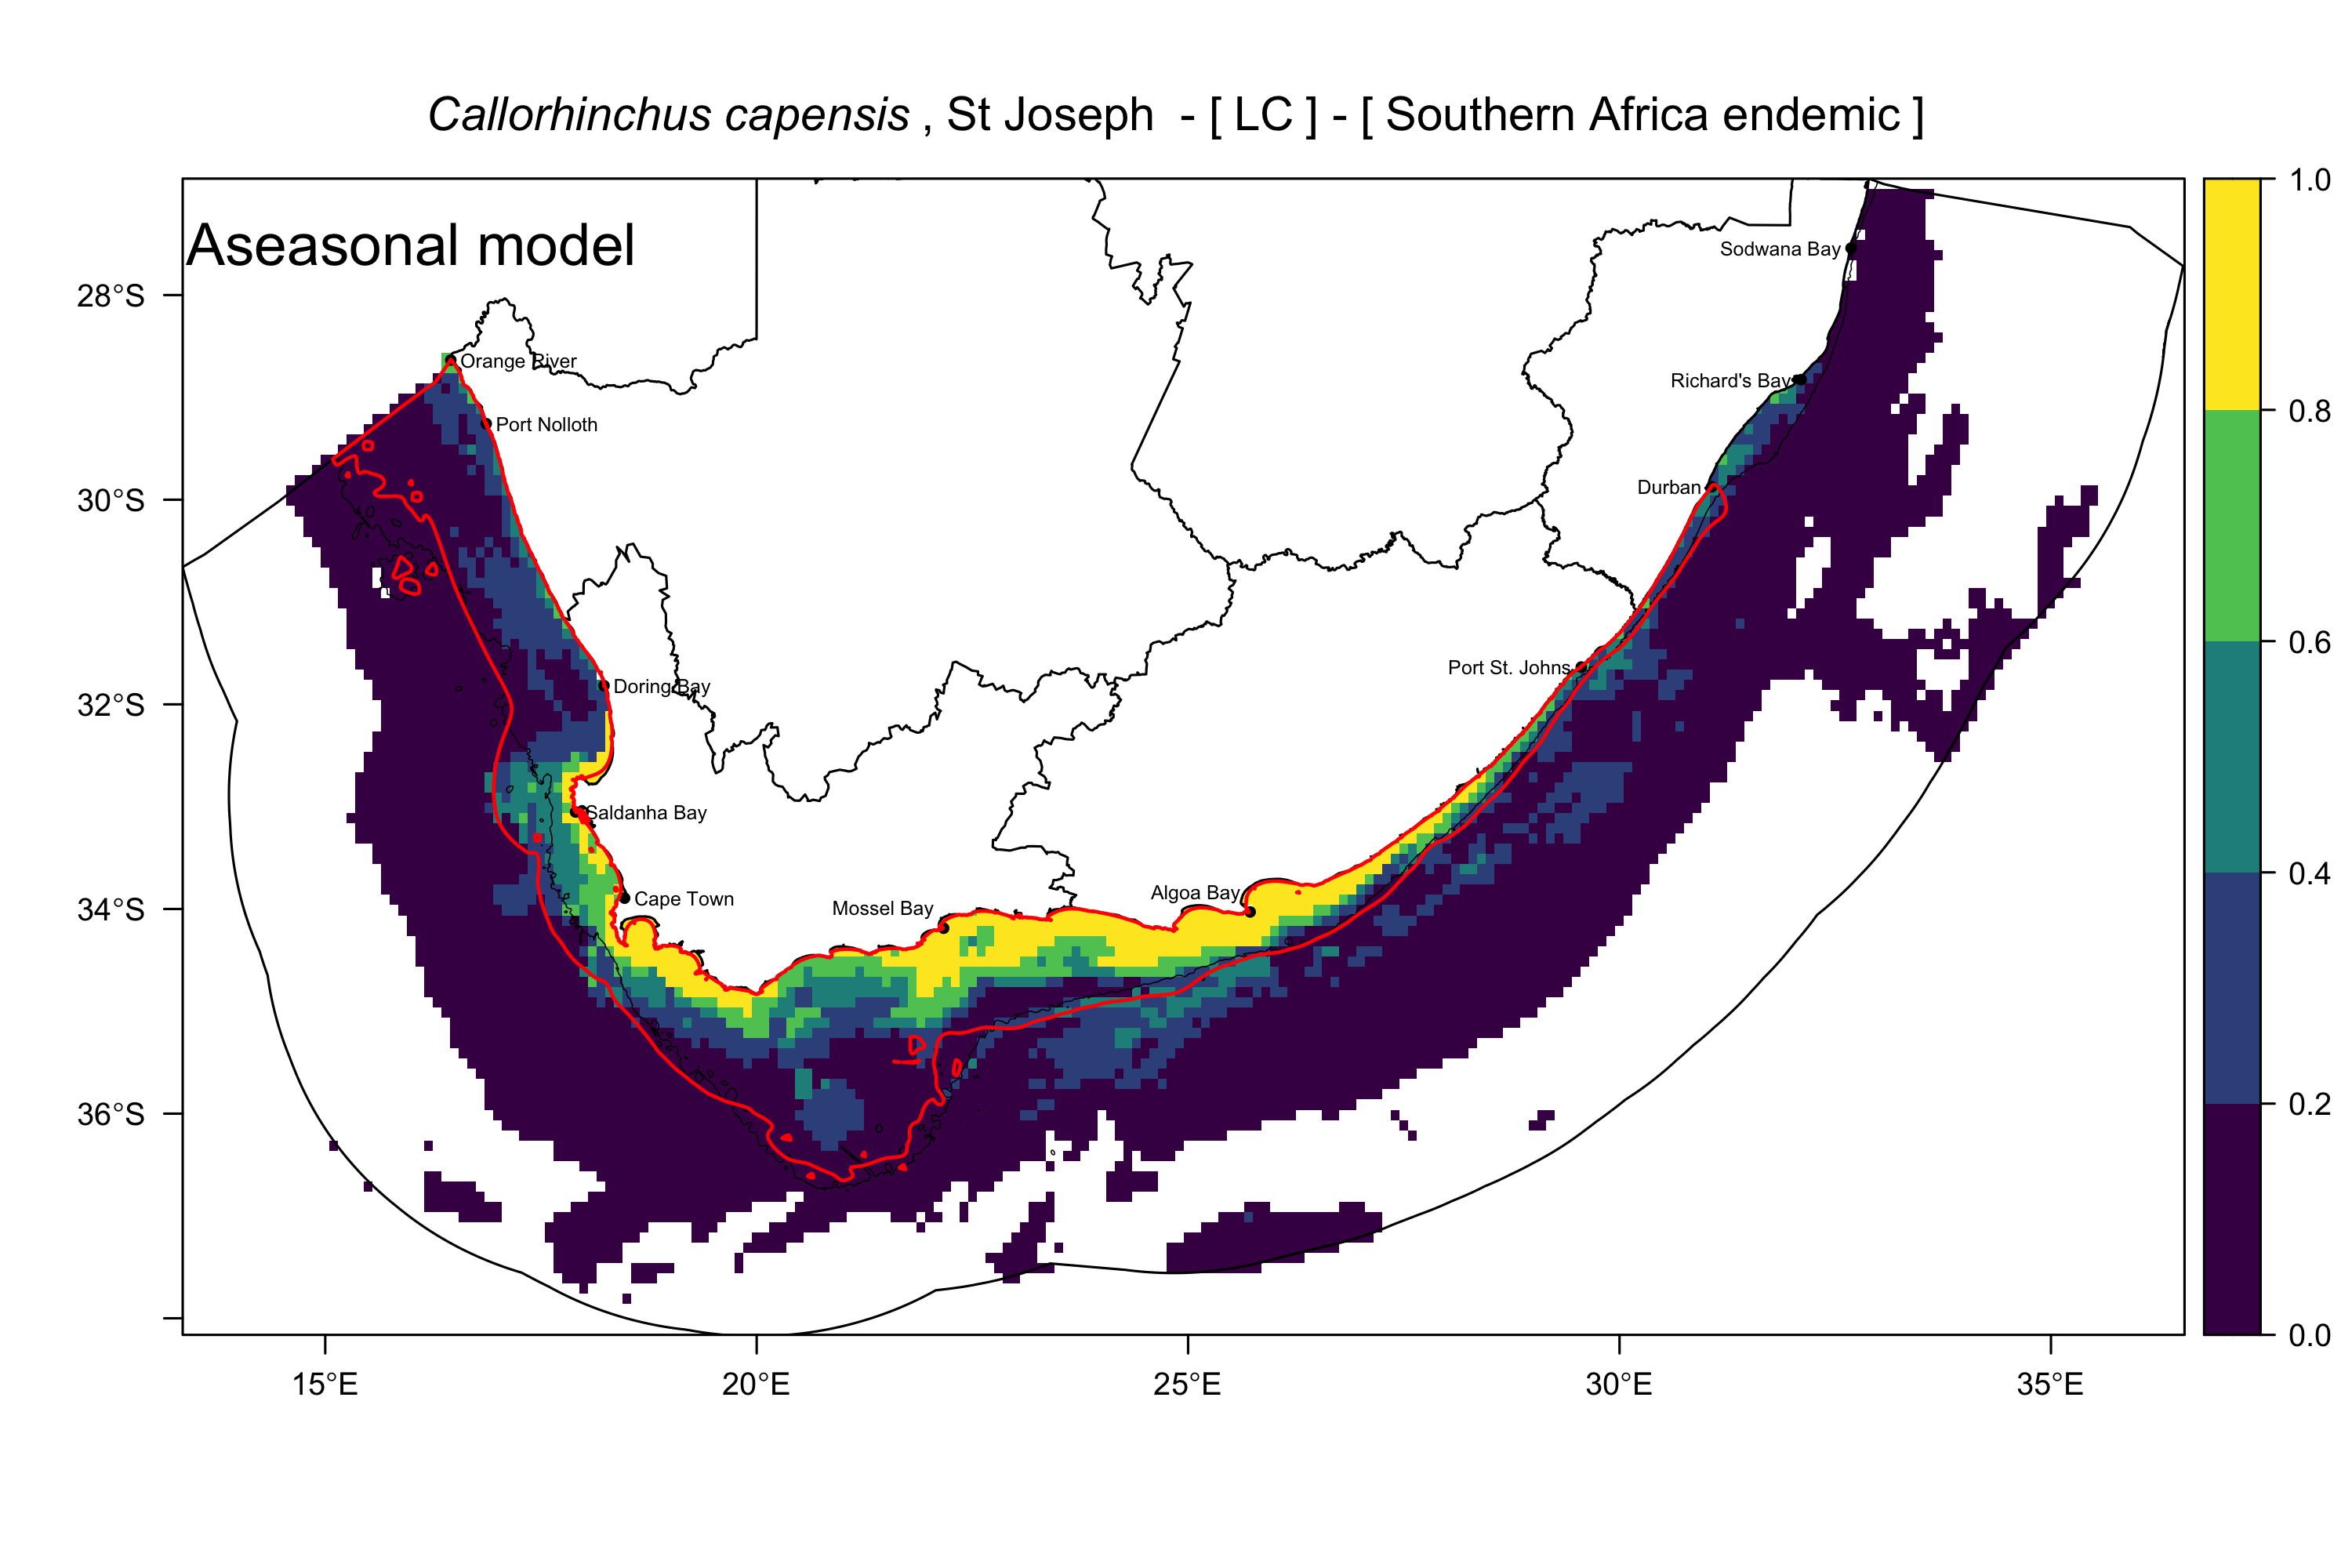 Callorhinchus capensis , St Joseph - [ LC ] - [ Southern Africa endemic ]
Aseasonal model
1.0
0.8
0.6
0.4
0.2
0.0
28°S
30°S
32°S
34°S
36°S
Sodwana Bay
Orange River
Richard's Bay
Port Nolloth
Durban
Port St. Johns
Doring Bay
Saldanha Bay
Cape Town
Mossel Bay
Algoa Bay
15°E
20°E
25°E
30°E
35°E